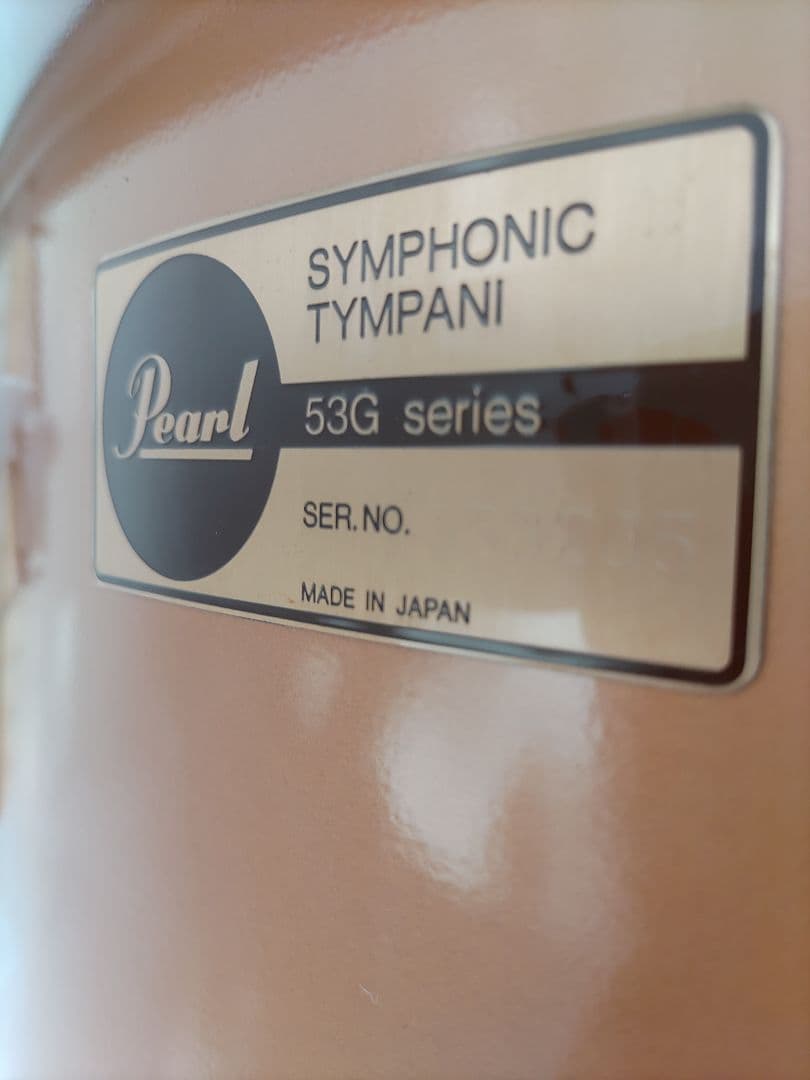 Pearl
SYMPHONIC
TYMPANI
53G series
SER. NO.
MADE IN JAPAN